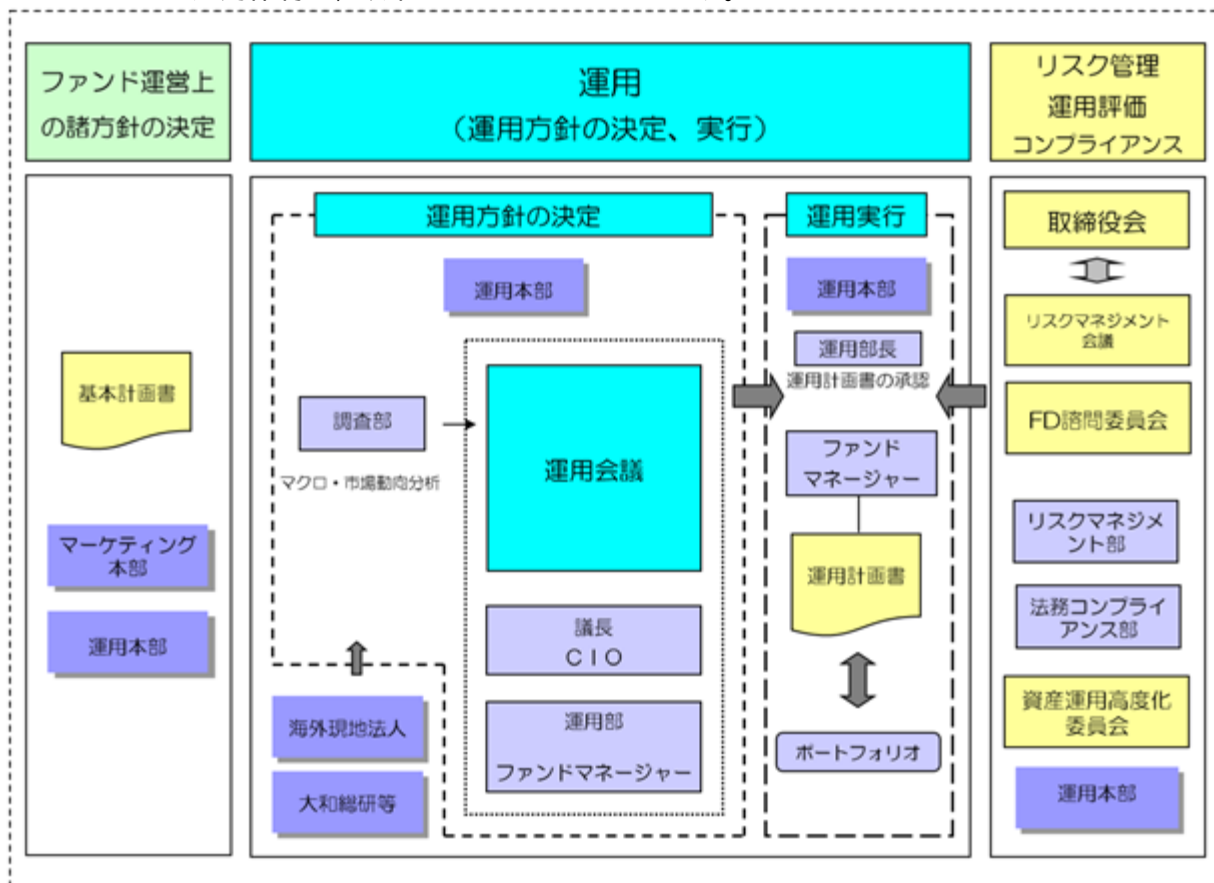 ファンド運営上
の諸方針の決定
運用
（運用方針の決定、実行）
リスク管理
運用評価
コンプライアンス
基本計画書
マーケティング
本部
運用本部
運用方針の決定
運用本部
調査部
マクロ・市場動向分析
運用会議
議長
ＣＩＯ
運用部
ファンドマネージャー
海外現地法人
大和総研等
運用実行
運用本部
運用部長
運用計画書の承認
ファンド
マネージャー
運用計画書
ポートフォリオ
取締役会
リスクマネジメント
会議
FD諮問委員会
リスクマネジメ
ント部
法務コンプライ
アンス部
資産運用高度化
委員会
運用本部